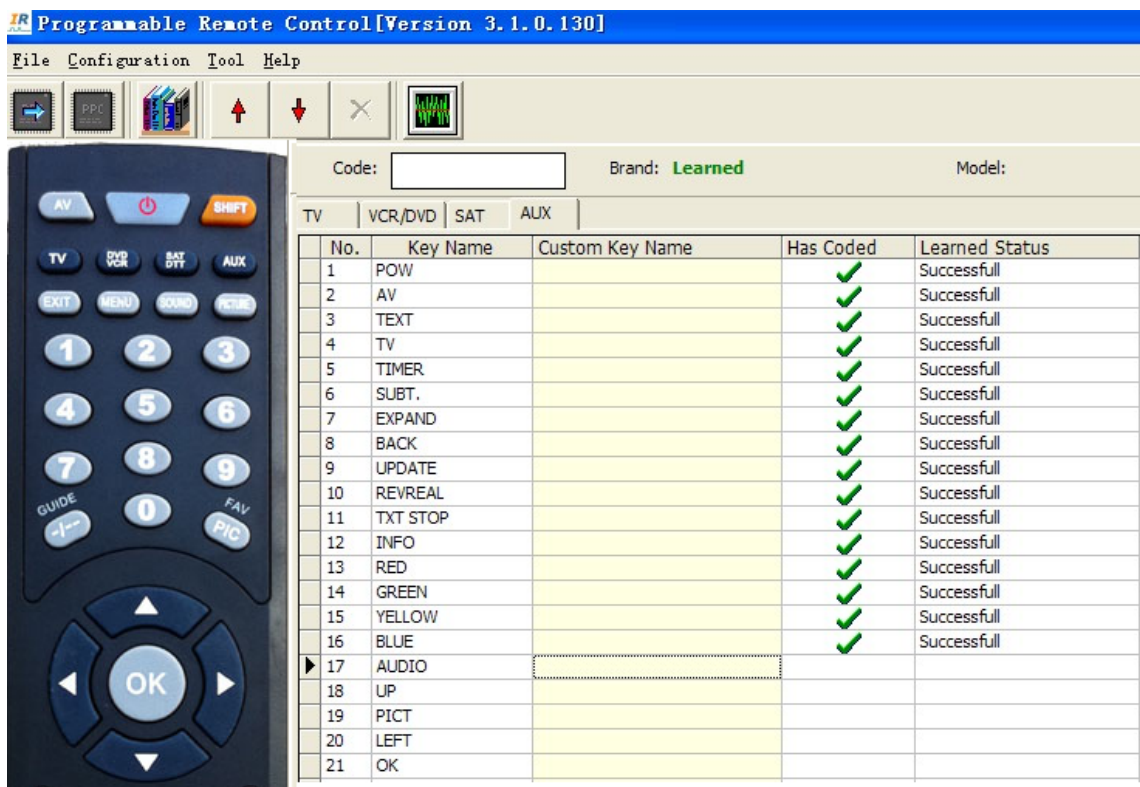 IR Programmable Remote Control[Version 3.1.0.130]
File Configuration Tool Help
PPC
Code: Brand: Learned Model:
TV VCR/DVD SAT AUX
No. Key Name Custom Key Name Has Coded Learned Status
1 POW Successfull
2 AV Successfull
3 TEXT Successfull
4 TV Successfull
5 TIMER Successfull
6 SUBT. Successfull
7 EXPAND Successfull
8 BACK Successfull
9 UPDATE Successfull
10 REVREAL Successfull
11 TXT STOP Successfull
12 INFO Successfull
13 RED Successfull
14 GREEN Successfull
15 YELLOW Successfull
16 BLUE Successfull
17 AUDIO
18 UP
19 PICT
20 LEFT
21 OK
AV SHIFT
TV DVD VCR SAT DTT AUX
EXIT MENU SOUND PICTURE
1 2 3
4 5 6
7 8 9
GUIDE 0 FAV
-/-- PIC
OK